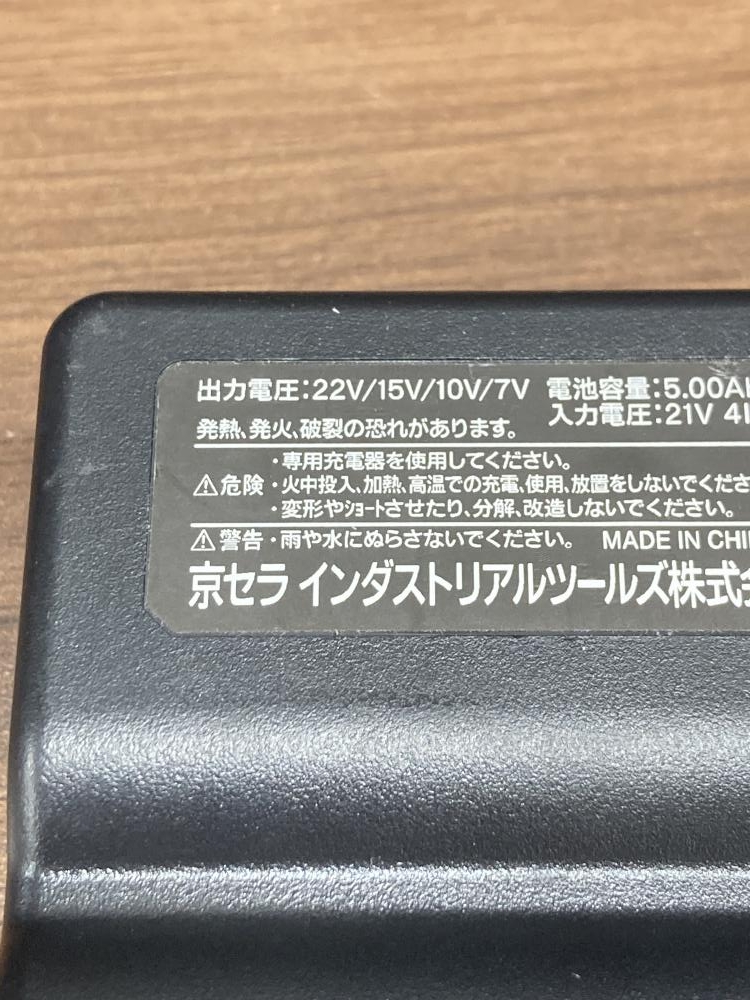 出力電圧:22V/15V/10V/7V 電池容量:5.00A
入力電圧:21V 4
発熱、発火、破裂の恐れがあります。
・専用充電器を使用してください。
⚠危険・火中投入、加熱、高温での充電、使用、放置をしないでくださ
・変形やｼｮｰﾄさせたり、分解、改造しないでください。
⚠警告・雨や水にぬらさないでください。 MADE IN CHI
京セラ インダストリアルツールズ株式